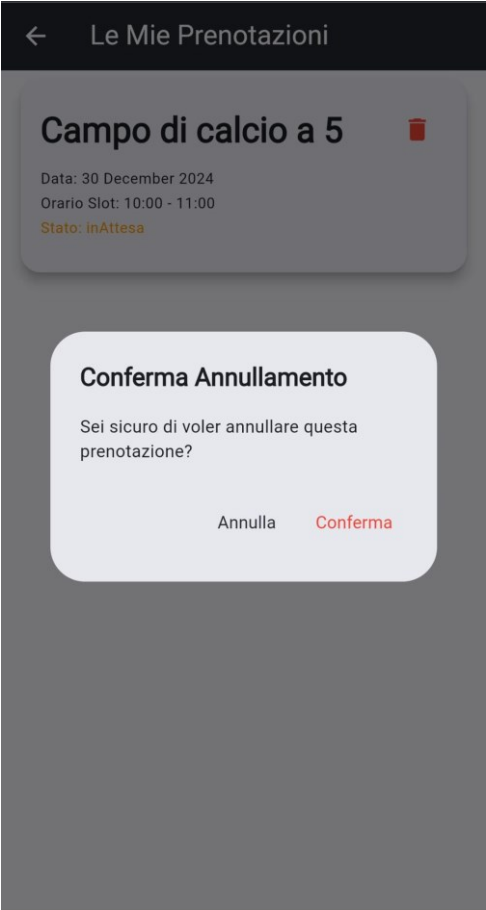 Le Mie Prenotazioni
Campo di calcio a 5
Data: 30 December 2024
Orario Slot: 10:00 - 11:00
Stato: inAttesa
Conferma Annullamento
Sei sicuro di voler annullare questa
prenotazione?
Annulla Conferma